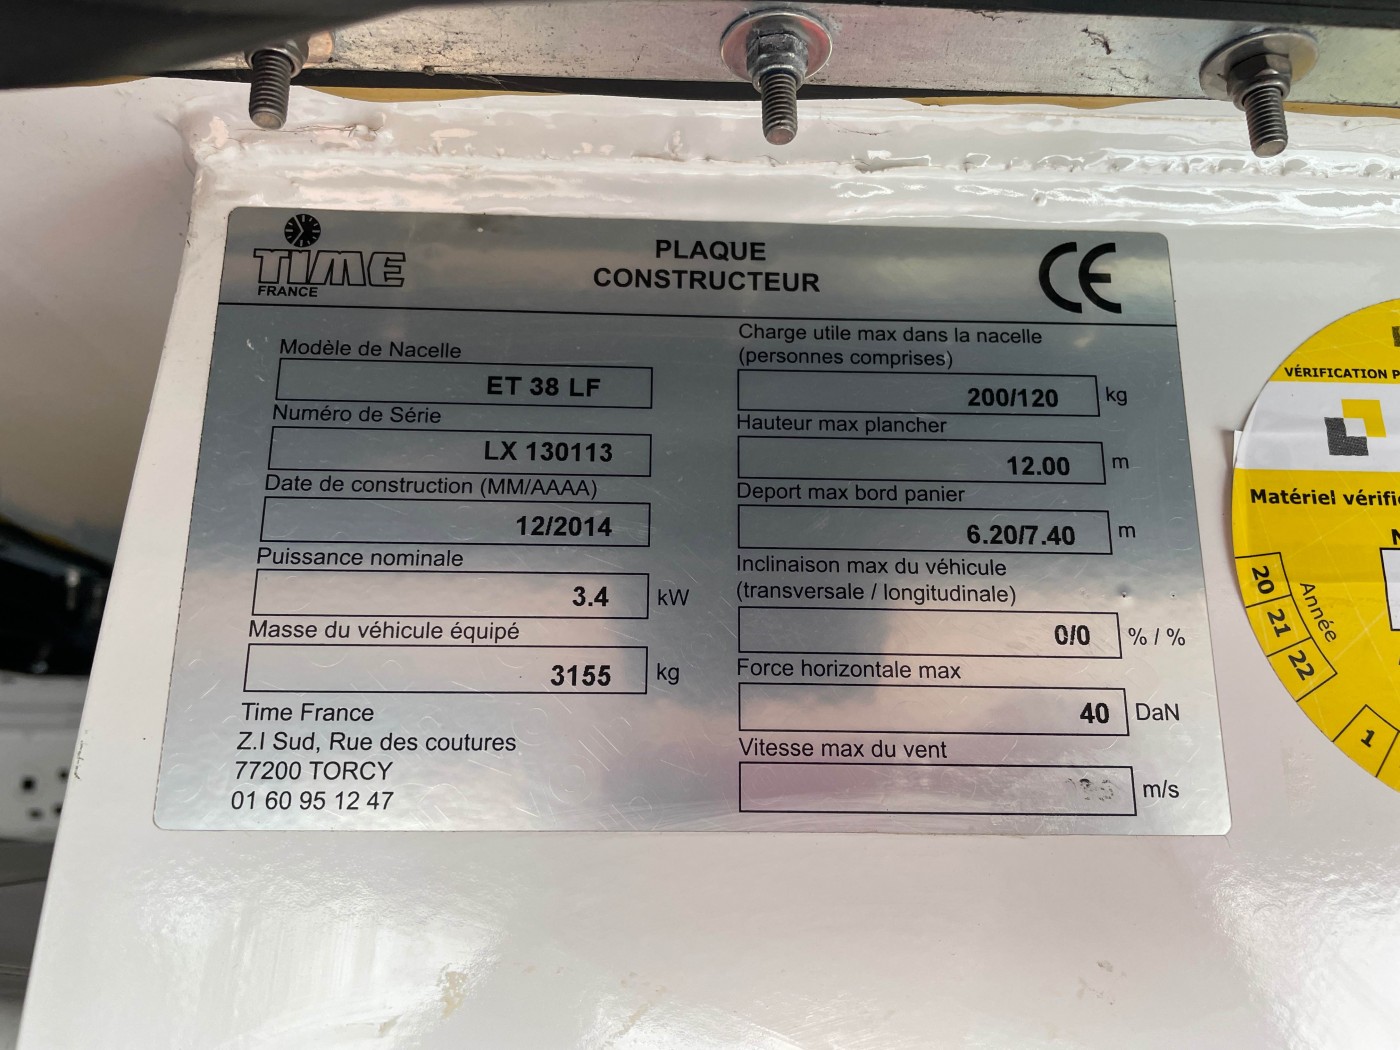 TIME
FRANCE
PLAQUE
CONSTRUCTEUR
CE
Modèle de Nacelle
ET 38 LF
Numéro de Série
LX 130113
Date de construction (MM/AAAA)
12/2014
Puissance nominale
3.4 kW
Masse du véhicule équipé
3155 kg
Time France
Z.I Sud, Rue des coutures
77200 TORCY
01 60 95 12 47
Charge utile max dans la nacelle
(personnes comprises)
200/120 kg
Hauteur max plancher
12.00 m
Deport max bord panier
6.20/7.40 m
Inclinaison max du véhicule
(transversale / longitudinale)
0/0 % / %
Force horizontale max
40 DaN
Vitesse max du vent
m/s
VÉRIFICATION
Matériel
Année
20
21
22
1